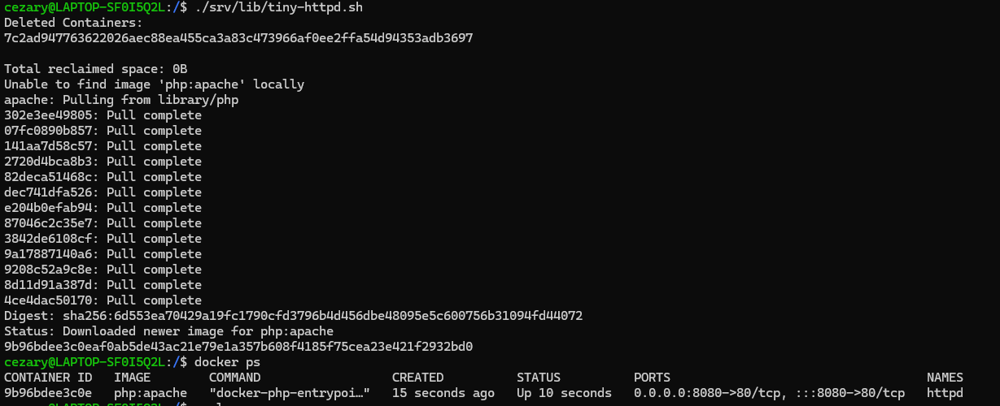 cezary@LAPTOP-SF0I5Q2L:/$ ./srv/lib/tiny-httpd.sh
Deleted Containers:
7c2ad947763622026aec88ea455ca3a83c473966af0ee2ffa54d94353adb3697

Total reclaimed space: 0B
Unable to find image 'php:apache' locally
apache: Pulling from library/php
302e3ee49805: Pull complete
07fc0890b857: Pull complete
141aa7d58c57: Pull complete
2720d4bca8b3: Pull complete
82deca51468c: Pull complete
dec741dfa526: Pull complete
e204b0efab94: Pull complete
87046c2c35e7: Pull complete
3842de6108cf: Pull complete
9a17887140a6: Pull complete
9208c52a9c8e: Pull complete
8d11d91a387d: Pull complete
4ce4dac50170: Pull complete
Digest: sha256:6d553ea70429a19fc1790cfd3796b4d456dbe48095e5c600756b31094fd44072
Status: Downloaded newer image for php:apache
9b96bdee3c0eaf0ab5de43ac21e79e1a357b608f4185f75cea23e421f2932bd0
cezary@LAPTOP-SF0I5Q2L:/$ docker ps
CONTAINER ID   IMAGE        COMMAND                  CREATED          STATUS          PORTS                                   NAMES
9b96bdee3c0e   php:apache   "docker-php-entrypoi…"   15 seconds ago   Up 10 seconds   0.0.0.0:8080->80/tcp, :::8080->80/tcp   httpd